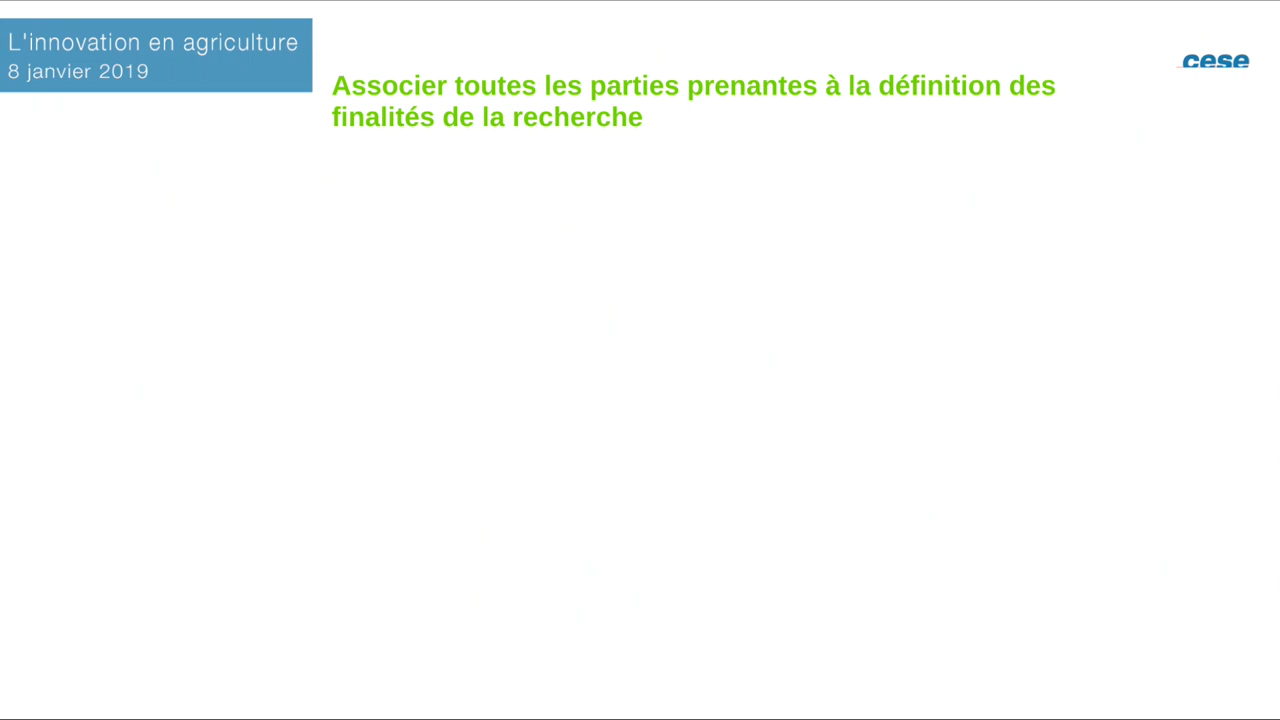 L'innovation en agriculture
8 janvier 2019
cese
Associer toutes les parties prenantes à la définition des
finalités de la recherche